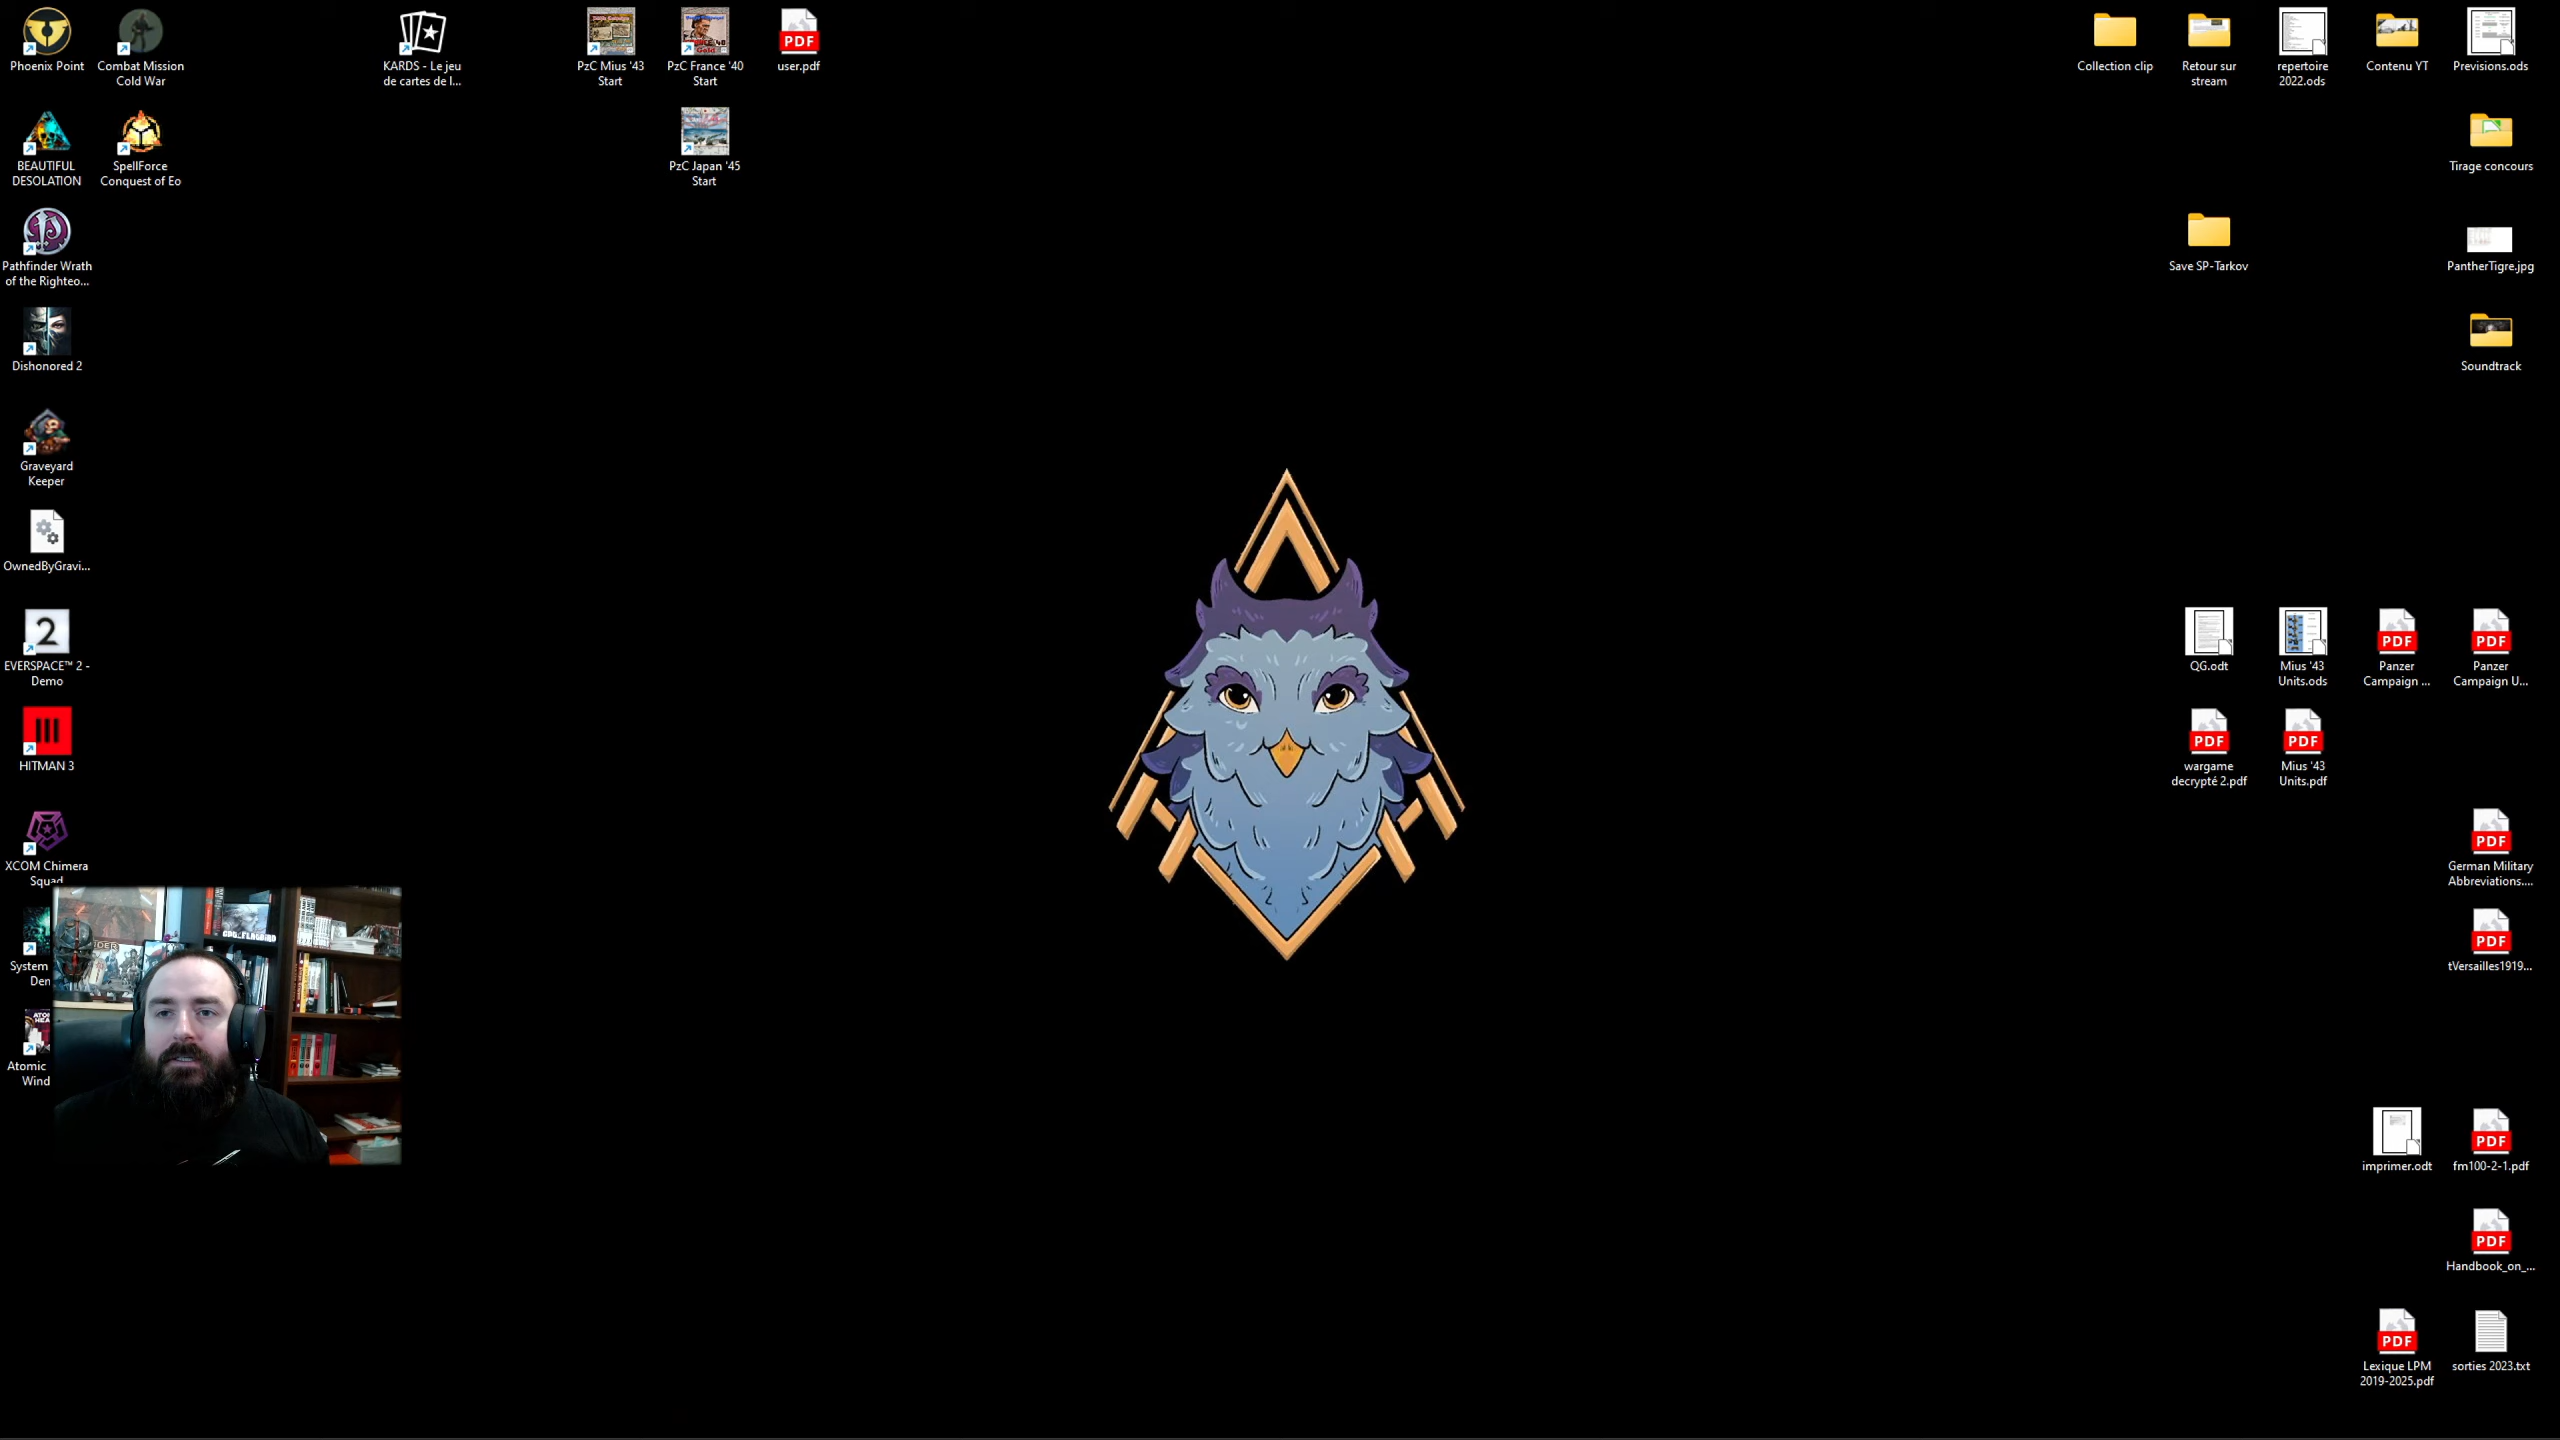 Phoenix Point
Combat Mission
Cold War
KARDS - Le jeu
de cartes de l...
PzC Mius '43
Start
PzC France '40
Start
PDF
user.pdf
Collection clip
Retour sur
stream
repertoire
2022.ods
Contenu YT
Previsions.ods
BEAUTIFUL
DESOLATION
SpellForce
Conquest of Eo
PzC Japan '45
Start
Tirage concours
Pathfinder Wrath
of the Righteo...
Save SP-Tarkov
PantherTigre.jpg
Dishonored 2
Soundtrack
Graveyard
Keeper
OwnedByGravi...
2
EVERSPACE™ 2 -
Demo
QG.odt
Mius '43
Units.ods
PDF
Panzer
Campaign ...
PDF
Panzer
Campaign U...
HITMAN 3
PDF
wargame
decrypté 2.pdf
PDF
Mius '43
Units.pdf
XCOM Chimera
Squad
PDF
German Military
Abbreviations....
System
Den
PDF
tVersailles1919...
Atomic
Wind
imprimer.odt
PDF
fm100-2-1.pdf
PDF
Handbook_on_...
PDF
Lexique LPM
2019-2025.pdf
sorties 2023.txt